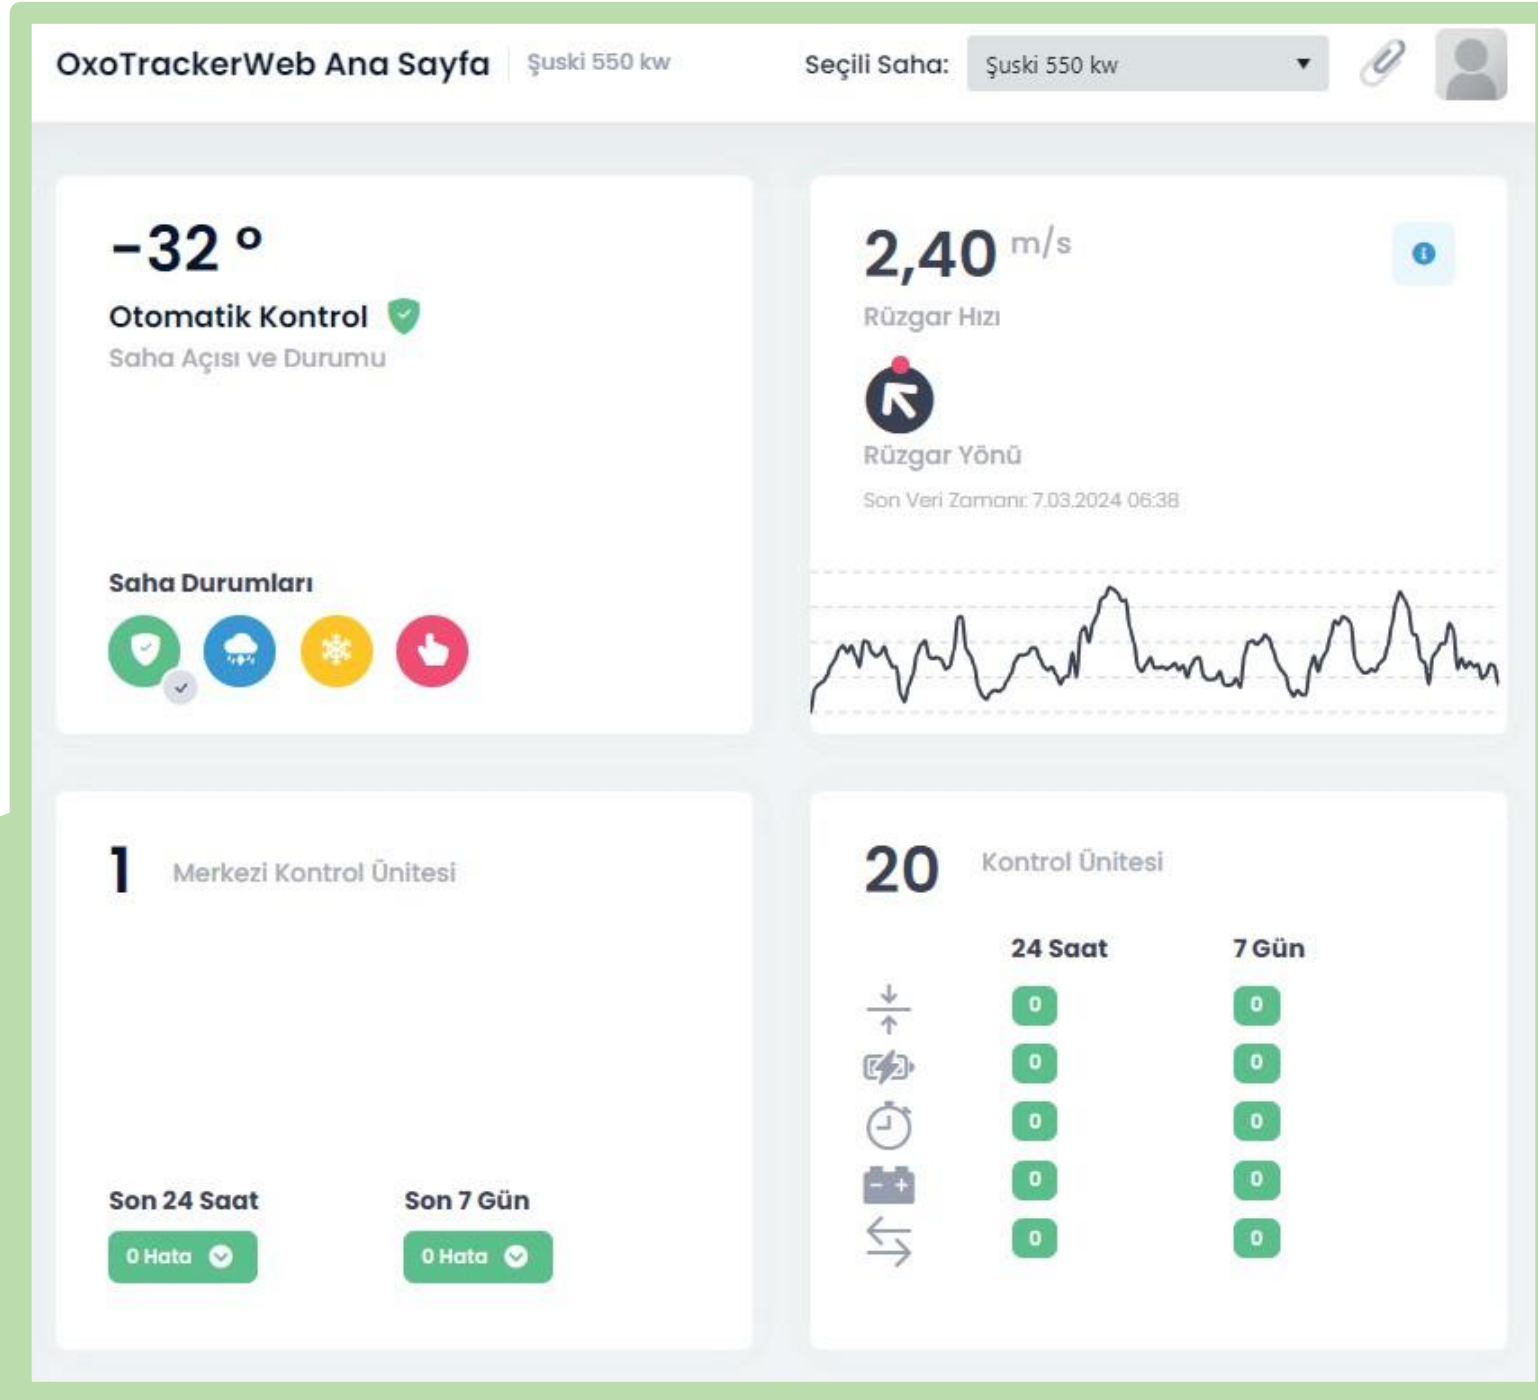 OxoTrackerWeb Ana Sayfa
Şuski 550 kw
Seçili Saha:
Şuski 550 kw
-32 °
Otomatik Kontrol
Saha Açısı ve Durumu
Saha Durumları
2,40 m/s
Rüzgar Hızı
Rüzgar Yönü
Son Veri Zamanı: 7.03.2024 06:38
1 Merkezi Kontrol Ünitesi
Son 24 Saat Son 7 Gün
0 Hata 0 Hata
20 Kontrol Ünitesi
24 Saat 7 Gün
0 0
0 0
0 0
0 0
0 0